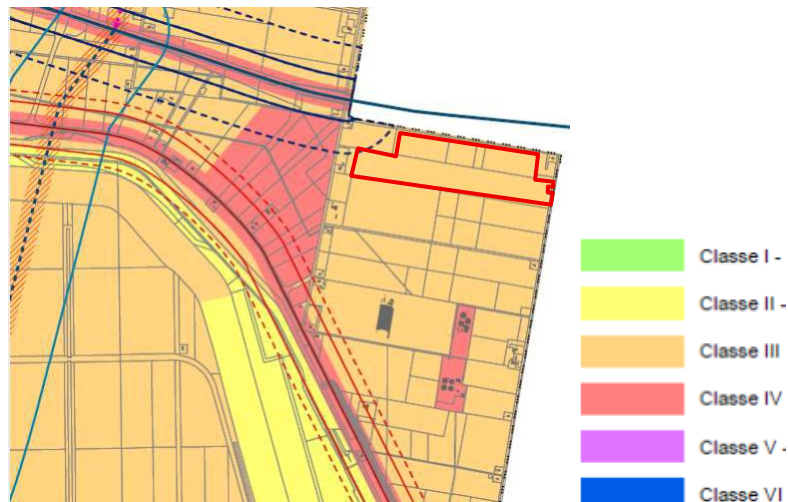 Classe I -
Classe II -
Classe III
Classe IV
Classe V -
Classe VI